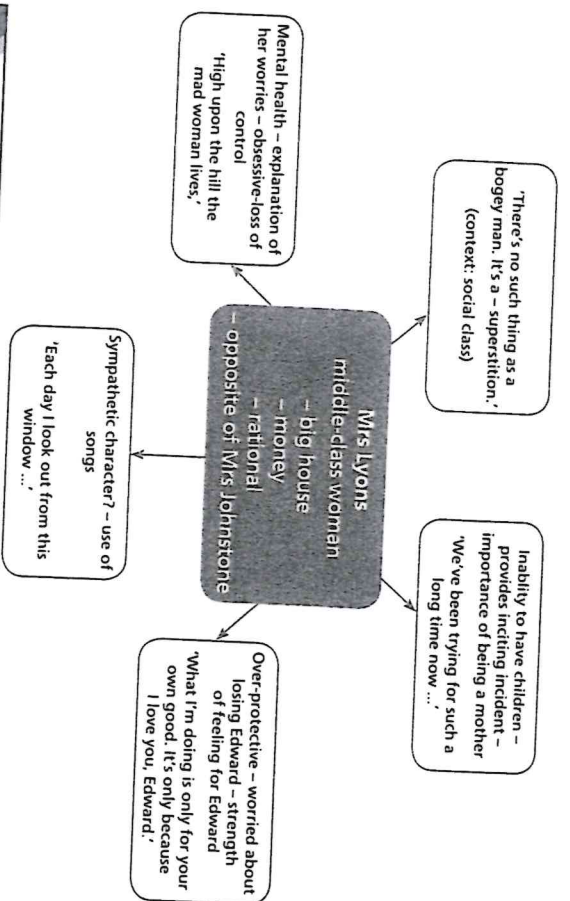 Inablity to have children –
provides inciting incident –
importance of being a mother
'We've been trying for such a
long time now ...'
Over-protective – worried about
losing Edward – strength
of feeling for Edward
'What I'm doing is only for your
own good. It's only because
I love you, Edward.'
'There's no such thing as a
bogey man. It's a – superstition.'
(context: social class)
Mrs Lyons
middle-class woman
– big house
– money
– rational
– opposite of Mrs Johnstone
Mental health – explanation of
her worries – obsessive-loss of
control
'High upon the hill the
mad woman lives,'
Sympathetic character? – use of
songs
'Each day I look out from this
window ...'